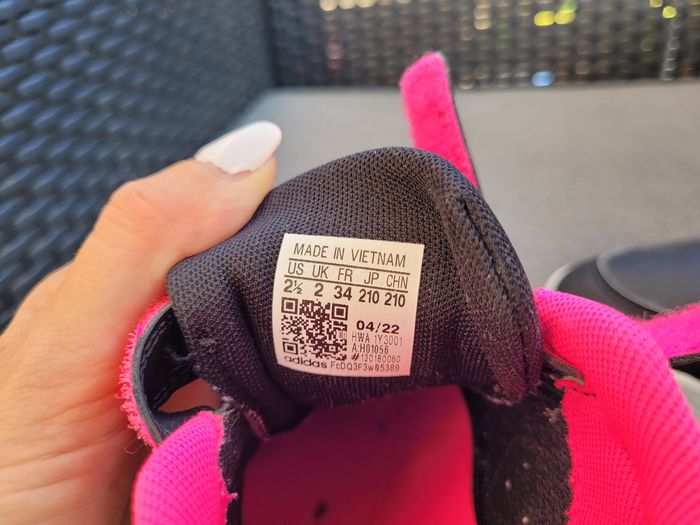 MADE IN VIETNAM
US UK FR JP CHN
2½ 2 34 210 210
04/22
HWA 1Y3001
A:H01056
#130180060
adidas FcDQ3F3w05389